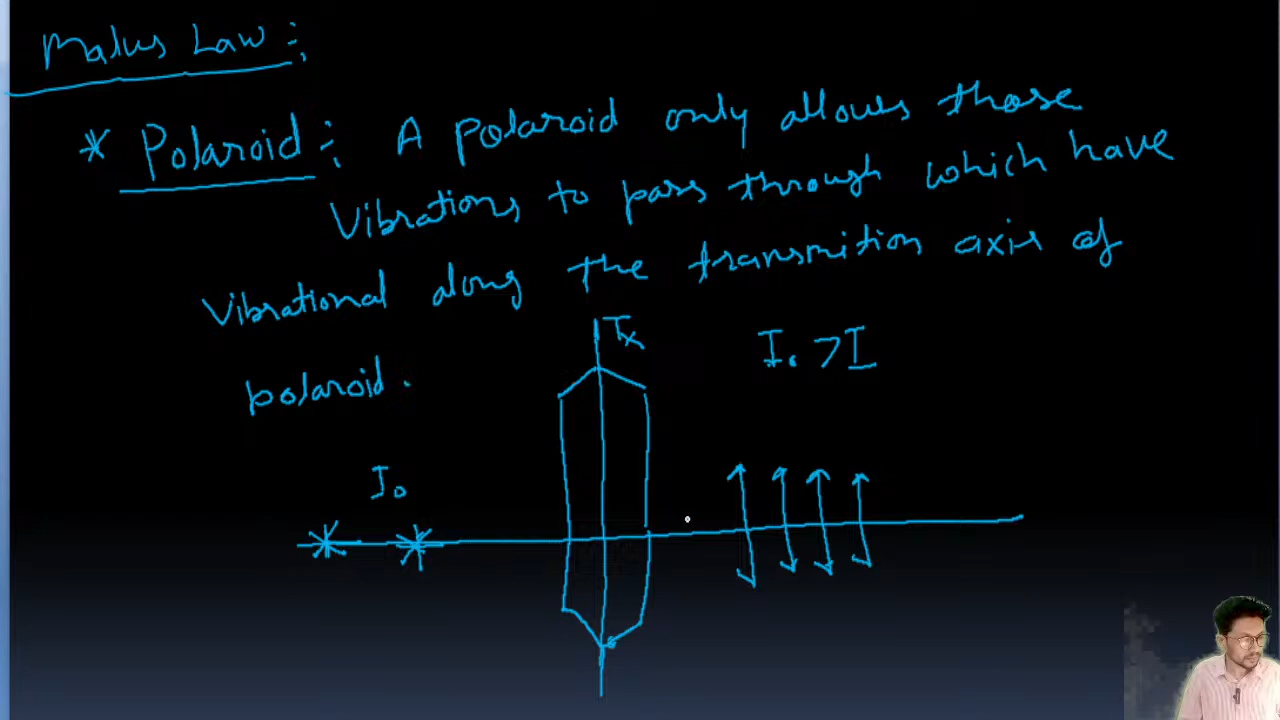 Malus Law :
* Polaroid : A polaroid only allows those
Vibrations to pass through which have
Vibrational along the transmition axis of
polaroid.
Tx
I₀ > I
I₀